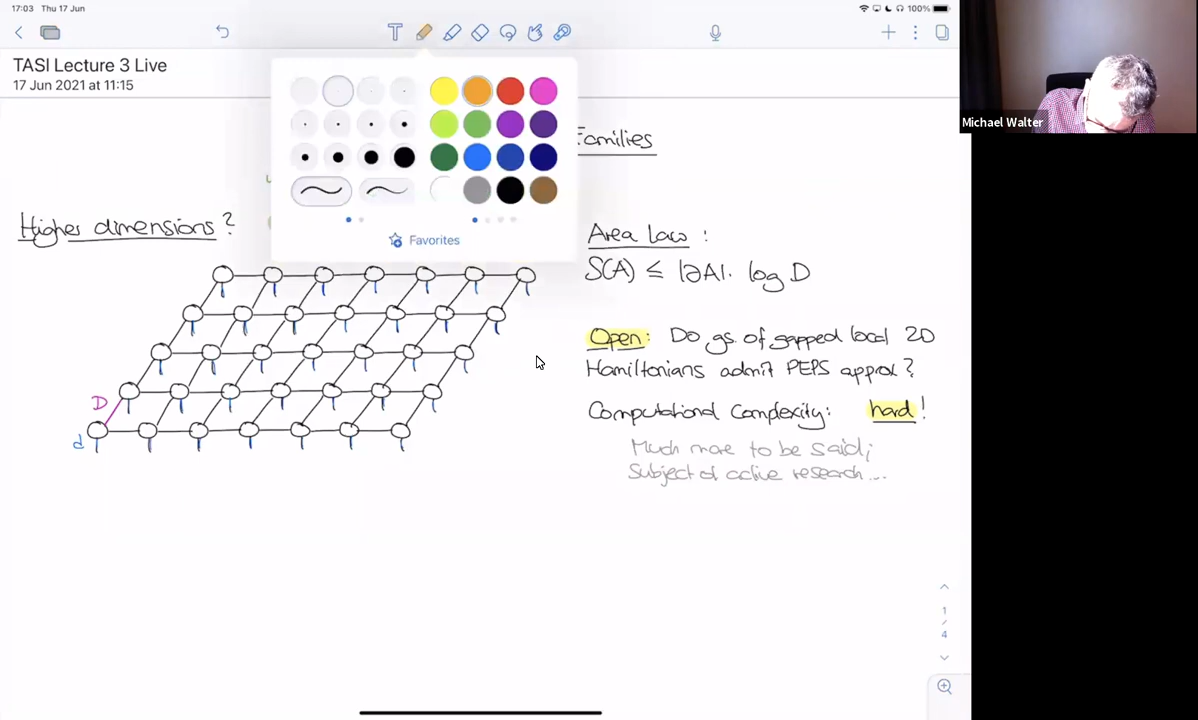 17:03 Thu 17 Jun
100%
TASI Lecture 3 Live
17 Jun 2021 at 11:15
Michael Walter
Families
Favorites
Higher dimensions?
Area Law:
S(A) ≤ |∂A|. log D
Open: Do gs. of gapped local 2D
Hamiltonians admit PEPS approx?
Computational Complexity: hard!
Much more to be said;
Subject of active research...
D
d
1
/
4